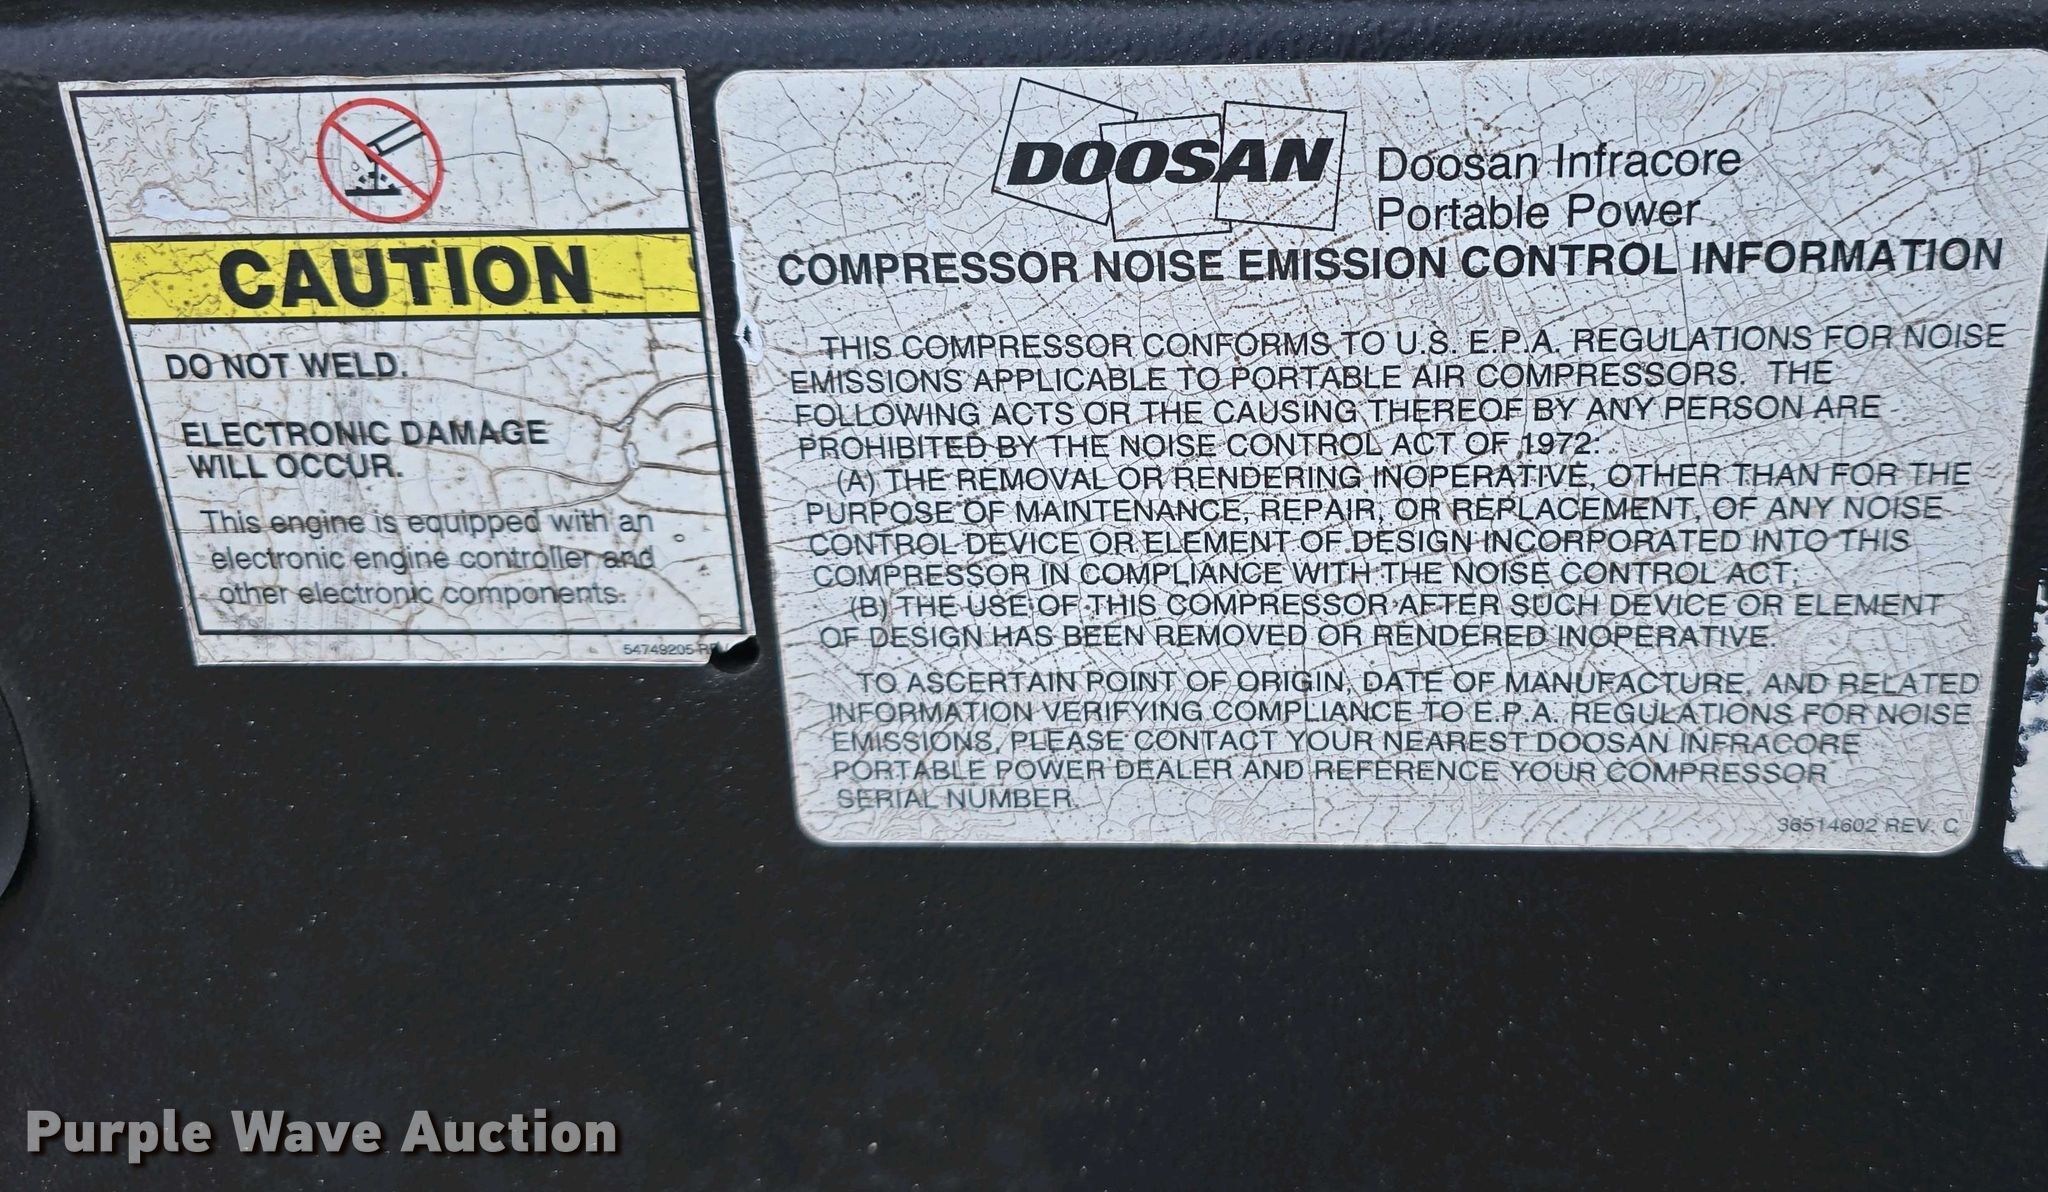 CAUTION
DO NOT WELD.
ELECTRONIC DAMAGE
WILL OCCUR.
This engine is equipped with an
electronic engine controller and
other electronic components.
54749205
DOOSAN
Doosan Infracore
Portable Power
COMPRESSOR NOISE EMISSION CONTROL INFORMATION
THIS COMPRESSOR CONFORMS TO U.S. E.P.A. REGULATIONS FOR NOISE
EMISSIONS APPLICABLE TO PORTABLE AIR COMPRESSORS. THE
FOLLOWING ACTS OR THE CAUSING THEREOF BY ANY PERSON ARE
PROHIBITED BY THE NOISE CONTROL ACT OF 1972:
(A) THE REMOVAL OR RENDERING INOPERATIVE, OTHER THAN FOR THE
PURPOSE OF MAINTENANCE, REPAIR, OR REPLACEMENT, OF ANY NOISE
CONTROL DEVICE OR ELEMENT OF DESIGN INCORPORATED INTO THIS
COMPRESSOR IN COMPLIANCE WITH THE NOISE CONTROL ACT.
(B) THE USE OF THIS COMPRESSOR AFTER SUCH DEVICE OR ELEMENT
OF DESIGN HAS BEEN REMOVED OR RENDERED INOPERATIVE.
TO ASCERTAIN POINT OF ORIGIN, DATE OF MANUFACTURE, AND RELATED
INFORMATION VERIFYING COMPLIANCE TO E.P.A. REGULATIONS FOR NOISE
EMISSIONS, PLEASE CONTACT YOUR NEAREST DOOSAN INFRACORE
PORTABLE POWER DEALER AND REFERENCE YOUR COMPRESSOR
SERIAL NUMBER.
36514602 REV. C
Purple Wave Auction